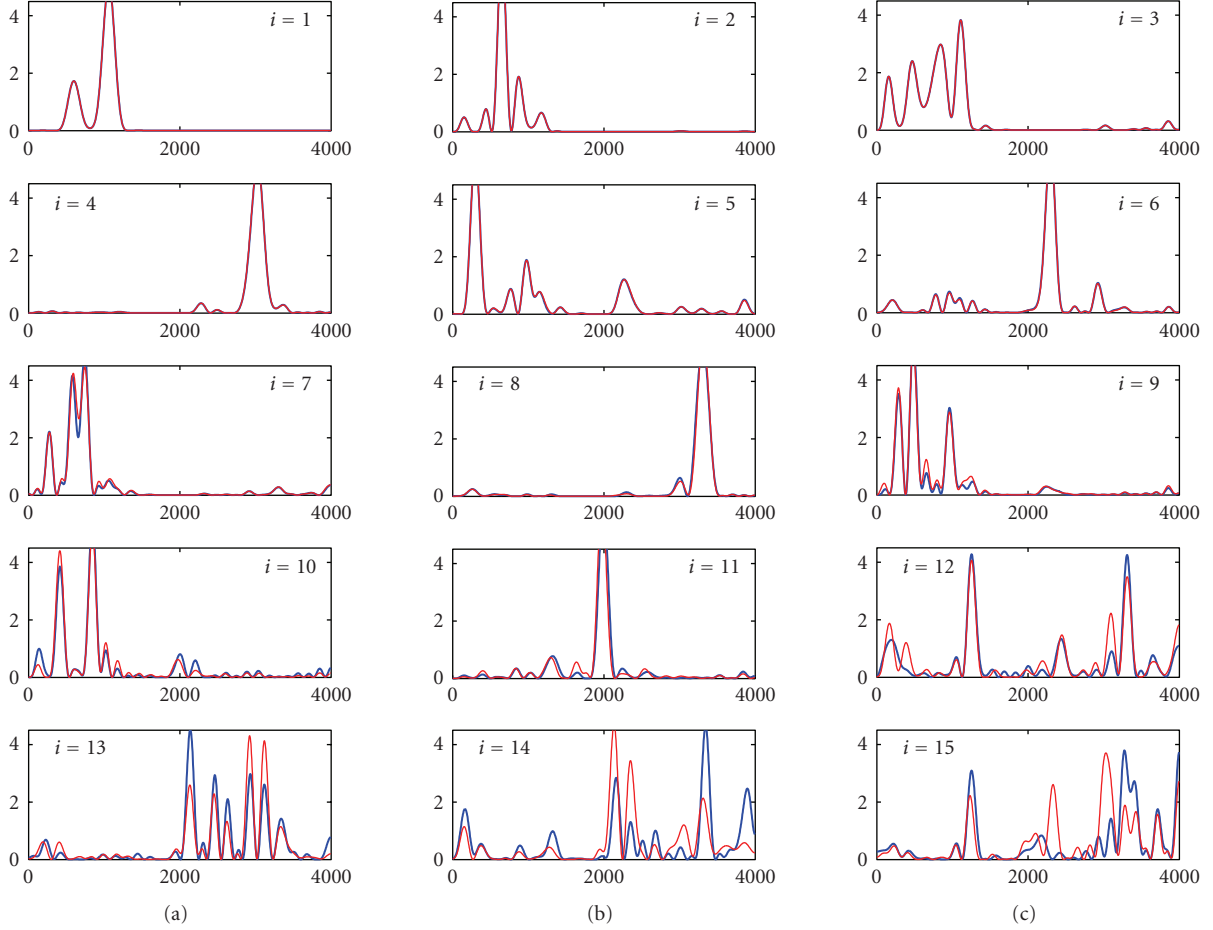 i = 1
4
2
0
0 2000 4000
i = 2
4
2
0
0 2000 4000
i = 3
4
2
0
0 2000 4000
i = 4
4
2
0
0 2000 4000
i = 5
4
2
0
0 2000 4000
i = 6
4
2
0
0 2000 4000
i = 7
4
2
0
0 2000 4000
i = 8
4
2
0
0 2000 4000
i = 9
4
2
0
0 2000 4000
i = 10
4
2
0
0 2000 4000
i = 11
4
2
0
0 2000 4000
i = 12
4
2
0
0 2000 4000
i = 13
4
2
0
0 2000 4000
i = 14
4
2
0
0 2000 4000
i = 15
4
2
0
0 2000 4000
(a)
(b)
(c)